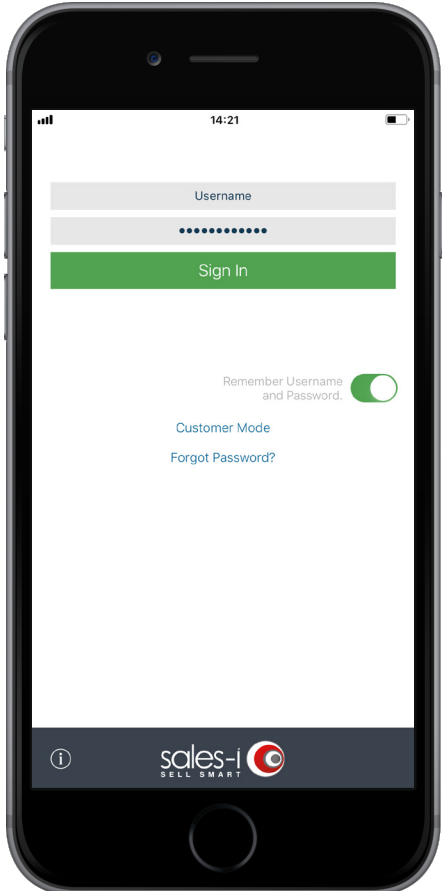 14:21
Username
••••••••••••
Sign In
Remember Username
and Password.
Customer Mode
Forgot Password?
i
sales-i
SELL SMART